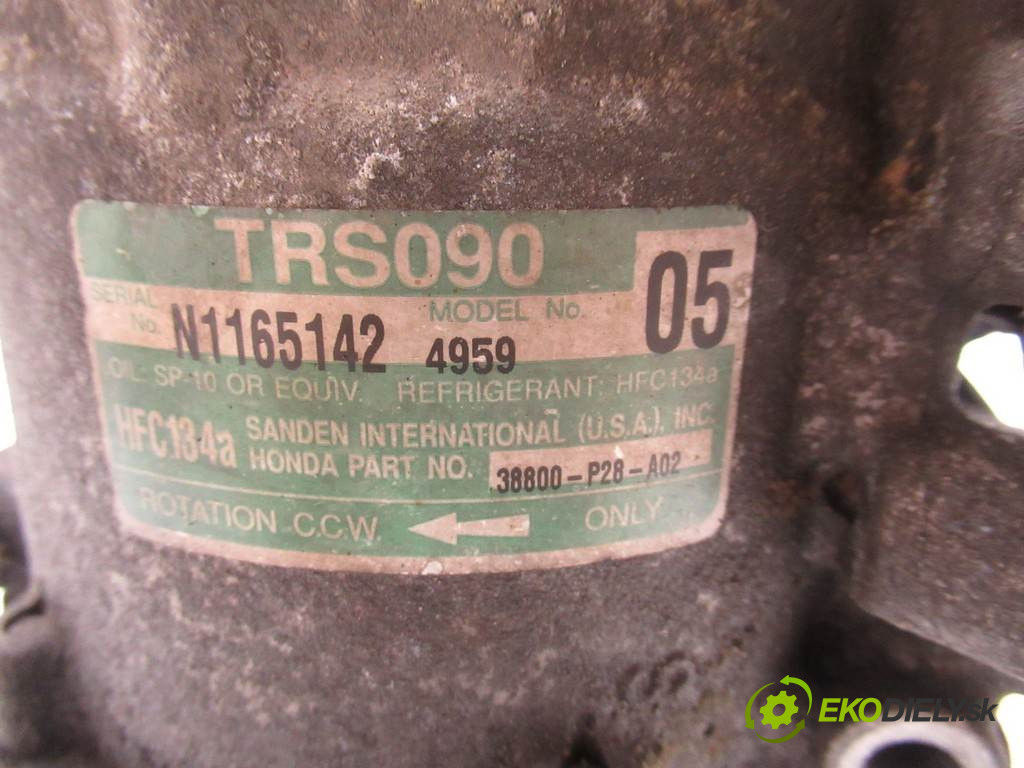 TRS090
05
SERIAL No. N1165142 MODEL No. 4959
OIL: SP-10 OR EQUIV. REFRIGERANT: HFC134a
HFC134a SANDEN INTERNATIONAL (U.S.A.), INC.
HONDA PART NO. 38800-P28-A02
ROTATION C.C.W. ONLY
EKODIELY.sk